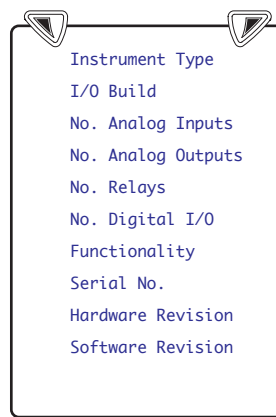 Instrument Type
I/O Build
No. Analog Inputs
No. Analog Outputs
No. Relays
No. Digital I/O
Functionality
Serial No.
Hardware Revision
Software Revision